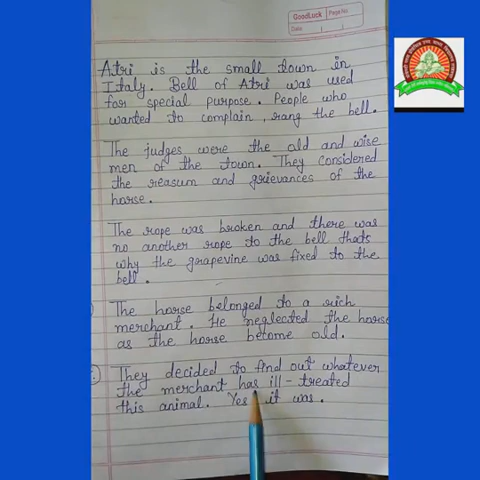 GoodLuck Page No.
Date
Atri is the small town in
Italy. Bell of Atri was used
for special purpose. People who
wanted to complain, rang the bell.
The judges were the old and wise
men of the town. They considered
the reasum and grievances of the
horse.
The rope was broken and there was
no another rope to the bell thats
why the grapevine was fixed to the
bell.
The horse belonged to a rich
merchant. He neglected the horse
as the horse become old.
They decided to find out whatever
the merchant has ill-treated
this animal. Yes it was.